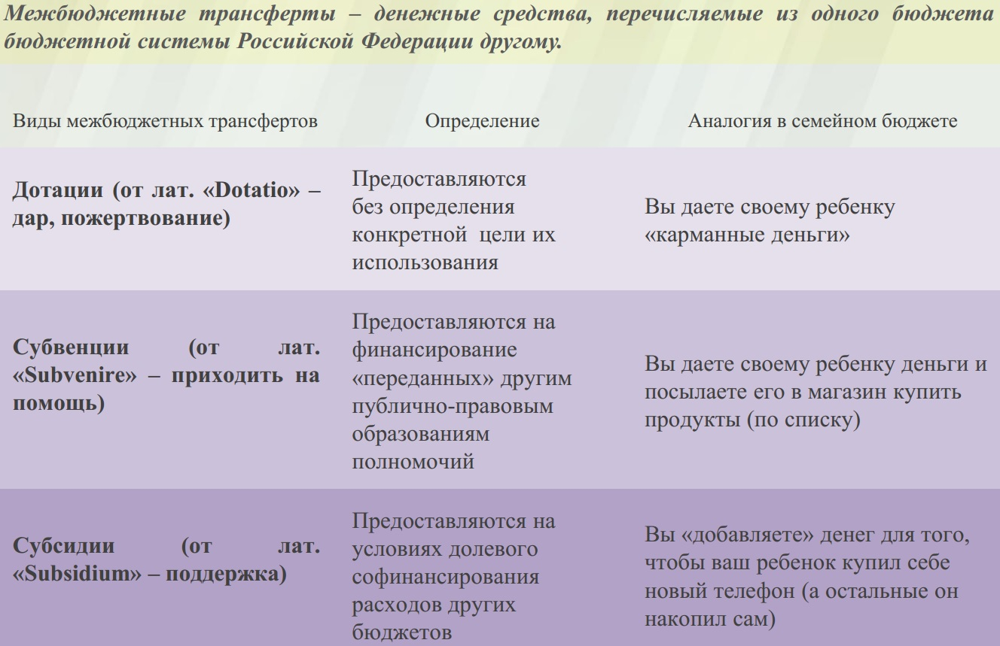 Межбюджетные трансферты – денежные средства, перечисляемые из одного бюджета
бюджетной системы Российской Федерации другому.
Виды межбюджетных трансфертов
Определение
Аналогия в семейном бюджете
Дотации (от лат. «Dotatio» –
дар, пожертвование)
Предоставляются
без определения
конкретной цели их
использования
Вы даете своему ребенку
«карманные деньги»
Субвенции (от лат.
«Subvenire» – приходить на
помощь)
Предоставляются на
финансирование
«переданных» другим
публично-правовым
образованиям
полномочий
Вы даете своему ребенку деньги и
посылаете его в магазин купить
продукты (по списку)
Субсидии (от лат.
«Subsidium» – поддержка)
Предоставляются на
условиях долевого
софинансирования
расходов других
бюджетов
Вы «добавляете» денег для того,
чтобы ваш ребенок купил себе
новый телефон (а остальные он
накопил сам)